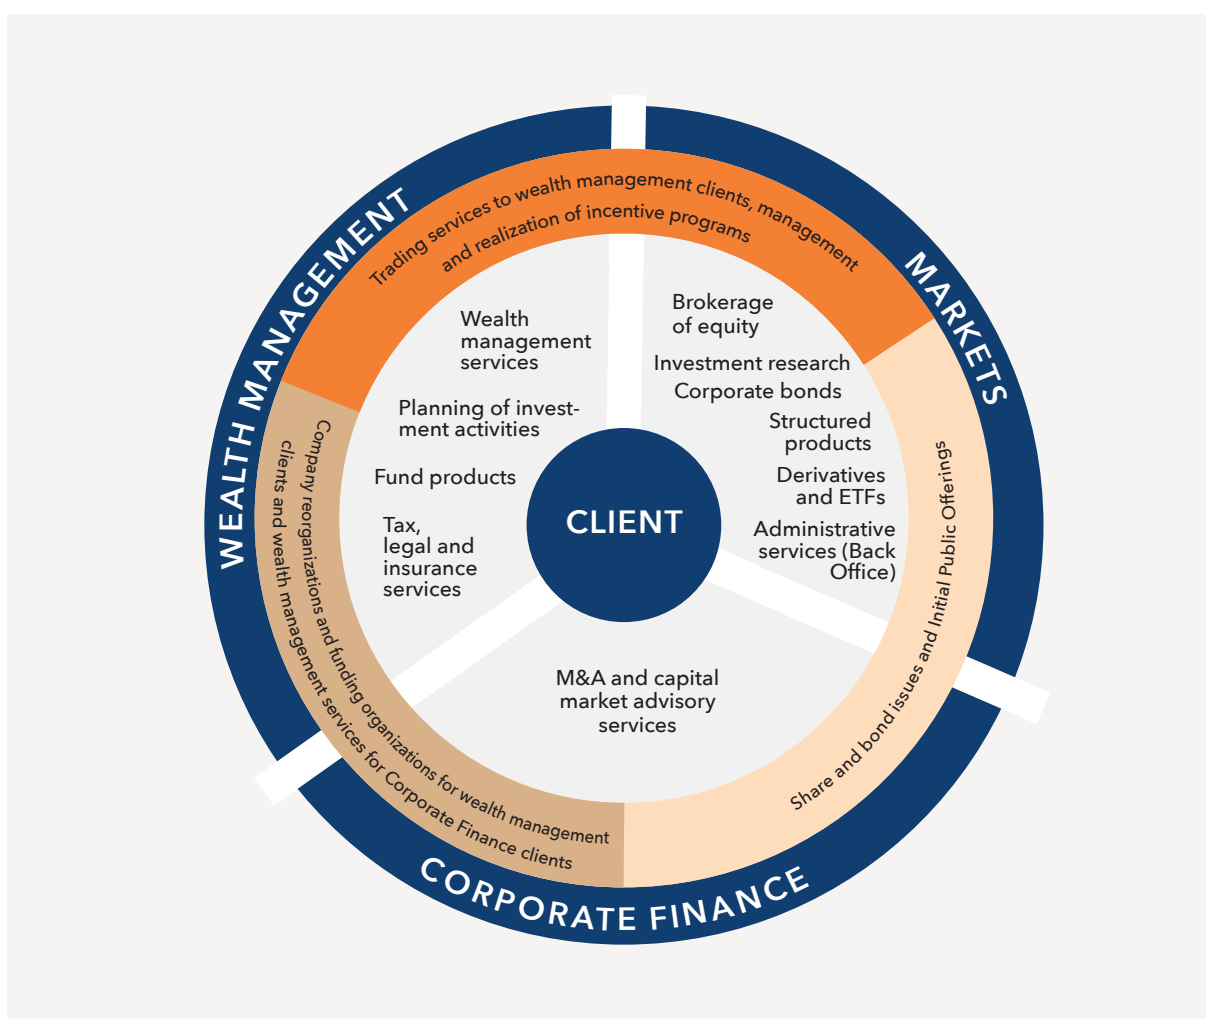 WEALTH MANAGEMENT
MARKETS
CORPORATE FINANCE
Trading services to wealth management clients, management
and realization of incentive programs
Share and bond issues and Initial Public Offerings
Company reorganizations and funding organizations for wealth management
clients and wealth management services for Corporate Finance clients
Wealth
management
services
Planning of invest-
ment activities
Fund products
Tax,
legal and
insurance
services
Brokerage
of equity
Investment research
Corporate bonds
Structured
products
Derivatives
and ETFs
Administrative
services (Back
Office)
CLIENT
M&A and capital
market advisory
services